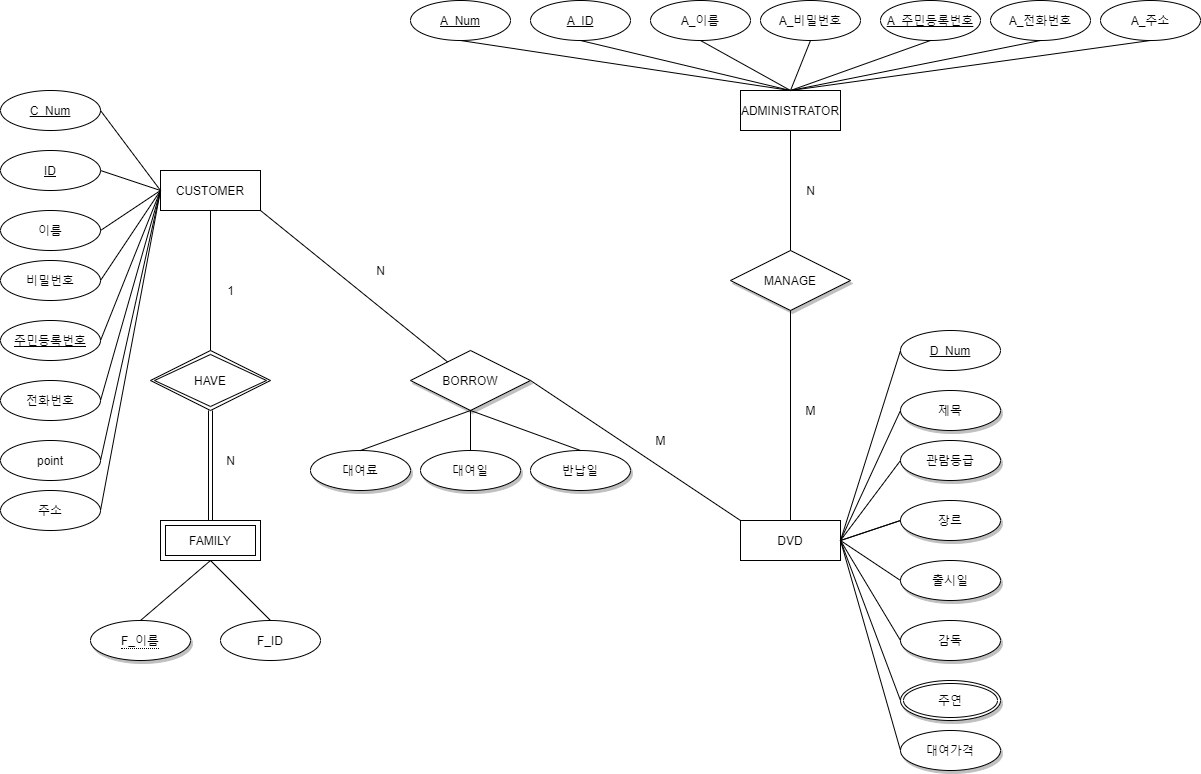 A_Num
A_ID
A_이름
A_비밀번호
A_주민등록번호
A_전화번호
A_주소
ADMINISTRATOR
C_Num
ID
이름
비밀번호
주민등록번호
전화번호
point
주소
CUSTOMER
1
HAVE
N
FAMILY
F_이름
F_ID
N
BORROW
대여료
대여일
반납일
M
N
MANAGE
M
DVD
D_Num
제목
관람등급
장르
출시일
감독
주연
대여가격